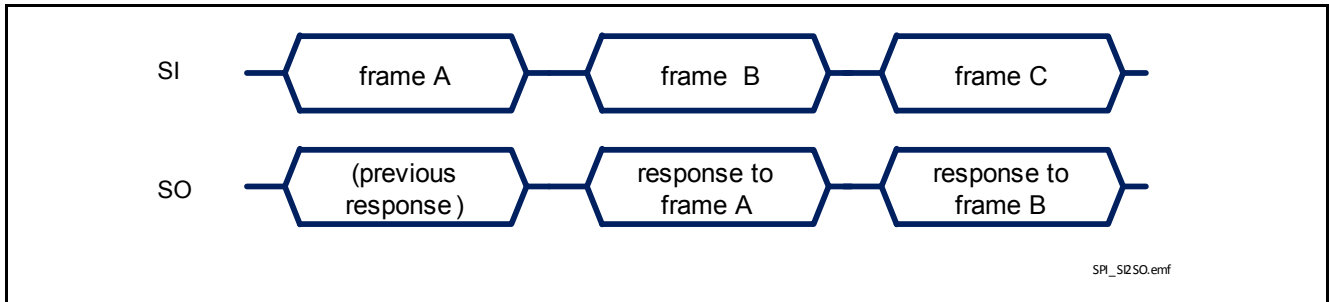 SI
frame A
frame B
frame C
SO
(previous
response)
response to
frame A
response to
frame B
SPI_SI2SO.emf